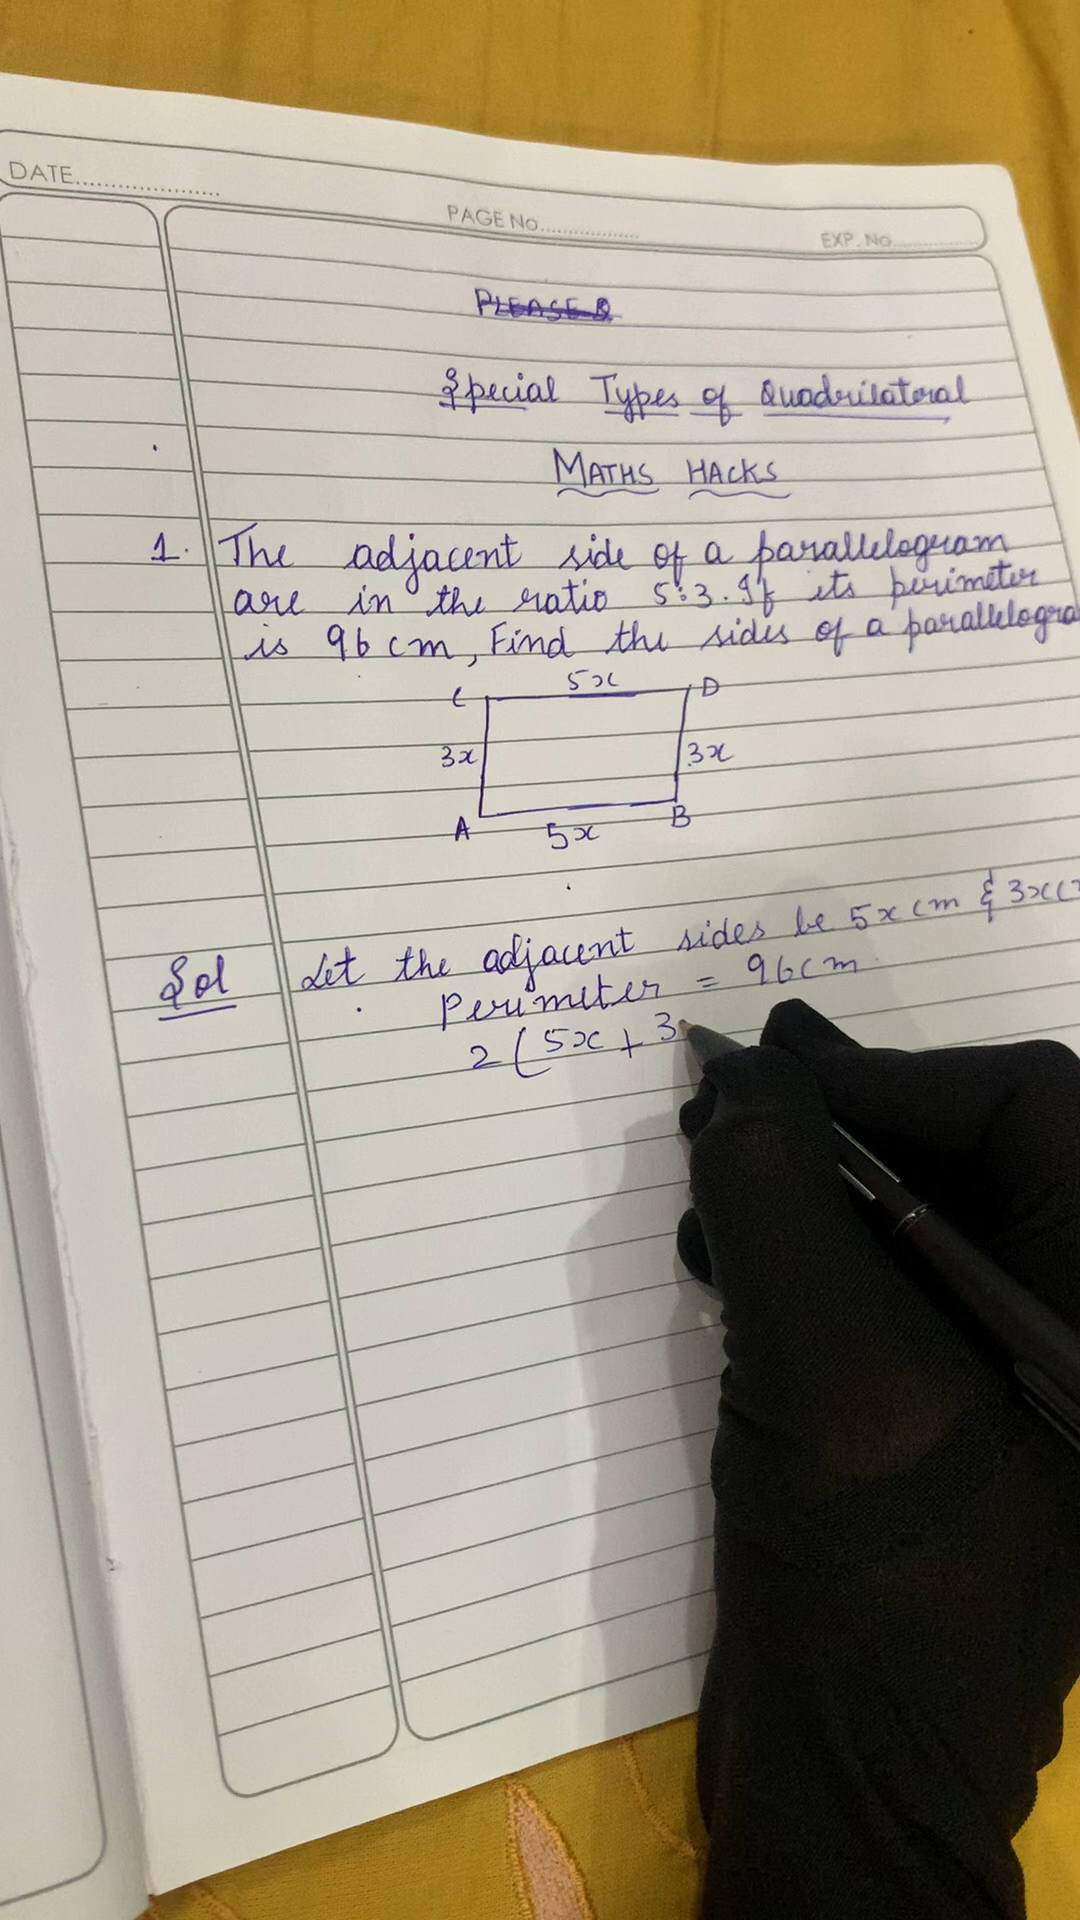 DATE
PAGE No
EXP. No
PLEASE
Special Types of Quadrilateral
MATHS HACKS
1. The adjacent side of a parallelogram
are in the ratio 5:3. If its perimeter
is 96 cm, Find the sides of a parallelogra
5x
C D
3x 3x
A B
5x
Sol Let the adjacent sides be 5x cm & 3x c
Perimeter = 96cm
2(5x + 3